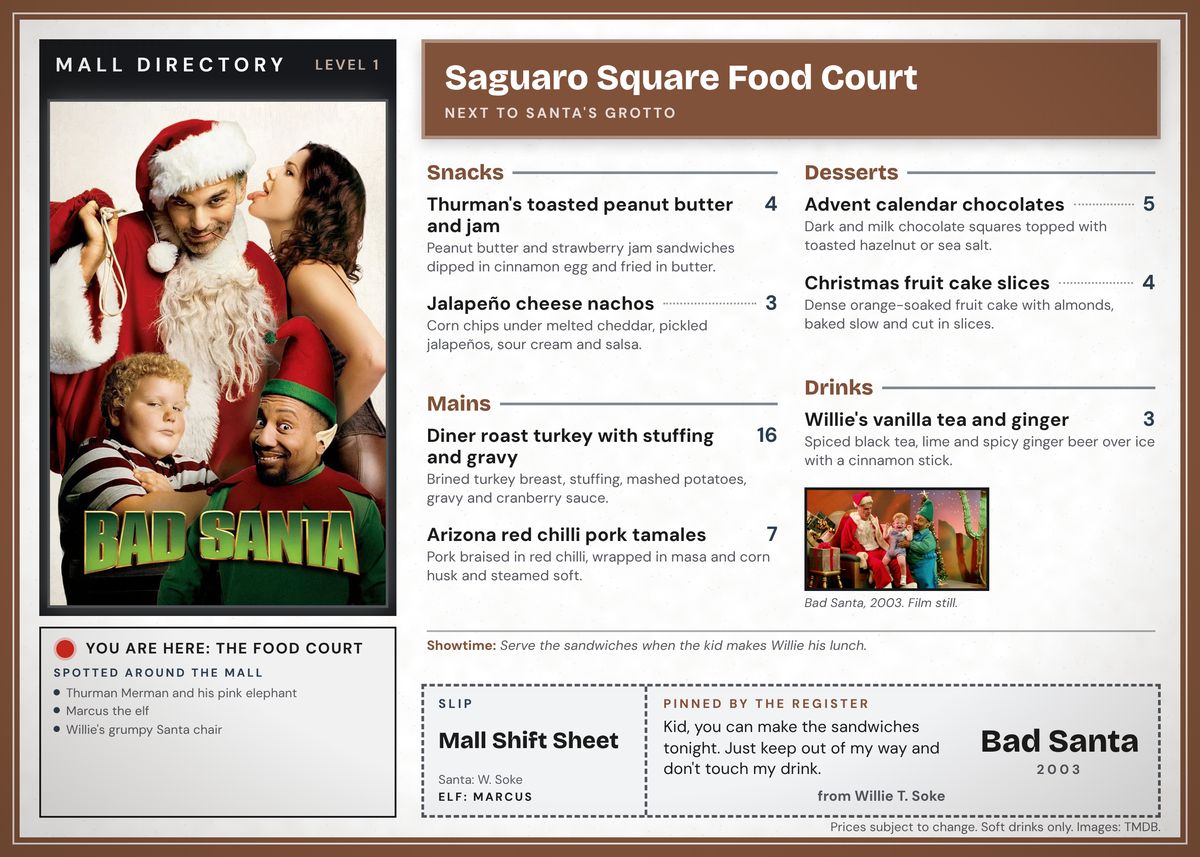 MALL DIRECTORY LEVEL 1
BAD SANTA
YOU ARE HERE: THE FOOD COURT
SPOTTED AROUND THE MALL
Thurman Merman and his pink elephant
Marcus the elf
Willie's grumpy Santa chair
Saguaro Square Food Court
NEXT TO SANTA'S GROTTO
Snacks
Thurman's toasted peanut butter 4
and jam
Peanut butter and strawberry jam sandwiches
dipped in cinnamon egg and fried in butter.
Jalapeño cheese nachos 3
Corn chips under melted cheddar, pickled
jalapeños, sour cream and salsa.
Mains
Diner roast turkey with stuffing 16
and gravy
Brined turkey breast, stuffing, mashed potatoes,
gravy and cranberry sauce.
Arizona red chilli pork tamales 7
Pork braised in red chilli, wrapped in masa and corn
husk and steamed soft.
Desserts
Advent calendar chocolates 5
Dark and milk chocolate squares topped with
toasted hazelnut or sea salt.
Christmas fruit cake slices 4
Dense orange-soaked fruit cake with almonds,
baked slow and cut in slices.
Drinks
Willie's vanilla tea and ginger 3
Spiced black tea, lime and spicy ginger beer over ice
with a cinnamon stick.
Bad Santa, 2003. Film still.
Showtime: Serve the sandwiches when the kid makes Willie his lunch.
SLIP
Mall Shift Sheet
Santa: W. Soke
ELF: MARCUS
PINNED BY THE REGISTER
Kid, you can make the sandwiches
tonight. Just keep out of my way and
don't touch my drink.
from Willie T. Soke
Bad Santa
2003
Prices subject to change. Soft drinks only. Images: TMDB.